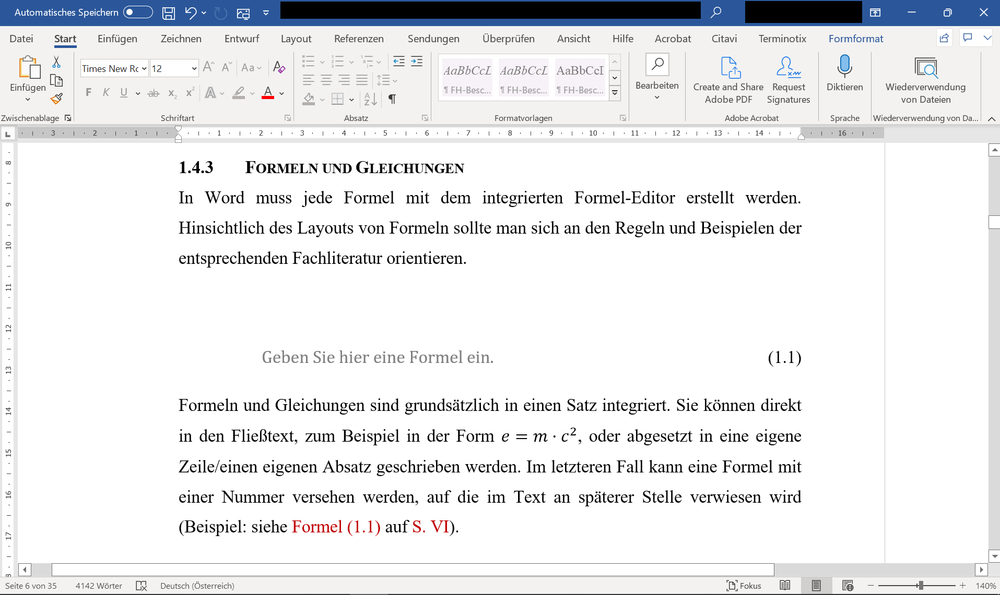 Automatisches Speichern
Datei Start Einfügen Zeichnen Entwurf Layout Referenzen Sendungen Überprüfen Ansicht Hilfe Acrobat Citavi Terminotix Formformat
Einfügen
Zwischenablage
Times New Rc 12
Aa
F K U ab x₂ x² A A
Schriftart
Absatz
AaBbCcL AaBbCcL AaBbCcI
¶ FH-Besc... ¶ FH-Besc... ¶ FH-Besc...
Formatvorlagen
Bearbeiten
Create and Share Adobe PDF
Request Signatures
Adobe Acrobat
Diktieren
Sprache
Wiederverwendung von Dateien
Wiederverwendung von Da...
3 2 1 1 2 3 4 5 6 7 8 9 10 11 12 13 14 16
8 9 10 11 12 13 14 15 16 17
1.4.3 FORMELN UND GLEICHUNGEN
In Word muss jede Formel mit dem integrierten Formel-Editor erstellt werden.
Hinsichtlich des Layouts von Formeln sollte man sich an den Regeln und Beispielen der
entsprechenden Fachliteratur orientieren.
Geben Sie hier eine Formel ein. (1.1)
Formeln und Gleichungen sind grundsätzlich in einen Satz integriert. Sie können direkt
in den Fließtext, zum Beispiel in der Form e = m · c², oder abgesetzt in eine eigene
Zeile/einen eigenen Absatz geschrieben werden. Im letzteren Fall kann eine Formel mit
einer Nummer versehen werden, auf die im Text an späterer Stelle verwiesen wird
(Beispiel: siehe Formel (1.1) auf S. VI).
Seite 6 von 35 4142 Wörter Deutsch (Österreich) Fokus 140%